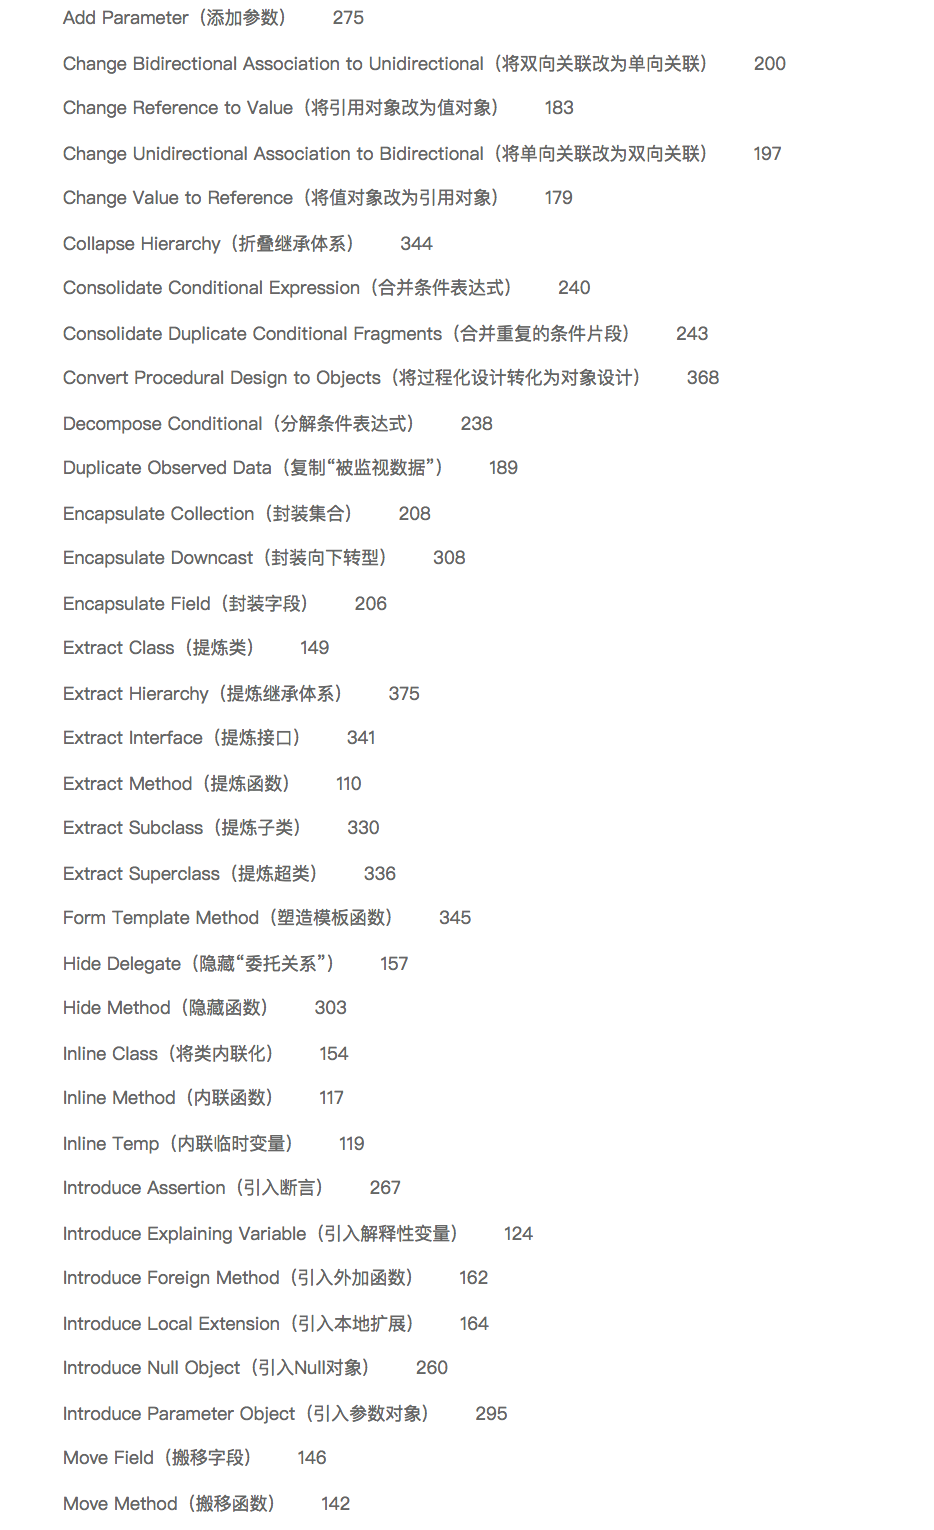 Add Parameter（添加参数） 275
Change Bidirectional Association to Unidirectional（将双向关联改为单向关联） 200
Change Reference to Value（将引用对象改为值对象） 183
Change Unidirectional Association to Bidirectional（将单向关联改为双向关联） 197
Change Value to Reference（将值对象改为引用对象） 179
Collapse Hierarchy（折叠继承体系） 344
Consolidate Conditional Expression（合并条件表达式） 240
Consolidate Duplicate Conditional Fragments（合并重复的条件片段） 243
Convert Procedural Design to Objects（将过程化设计转化为对象设计） 368
Decompose Conditional（分解条件表达式） 238
Duplicate Observed Data（复制“被监视数据”） 189
Encapsulate Collection（封装集合） 208
Encapsulate Downcast（封装向下转型） 308
Encapsulate Field（封装字段） 206
Extract Class（提炼类） 149
Extract Hierarchy（提炼继承体系） 375
Extract Interface（提炼接口） 341
Extract Method（提炼函数） 110
Extract Subclass（提炼子类） 330
Extract Superclass（提炼超类） 336
Form Template Method（塑造模板函数） 345
Hide Delegate（隐藏“委托关系”） 157
Hide Method（隐藏函数） 303
Inline Class（将类内联化） 154
Inline Method（内联函数） 117
Inline Temp（内联临时变量） 119
Introduce Assertion（引入断言） 267
Introduce Explaining Variable（引入解释性变量） 124
Introduce Foreign Method（引入外加函数） 162
Introduce Local Extension（引入本地扩展） 164
Introduce Null Object（引入Null对象） 260
Introduce Parameter Object（引入参数对象） 295
Move Field（搬移字段） 146
Move Method（搬移函数） 142